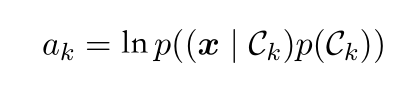 a_k = ln p((x | C_k)p(C_k))